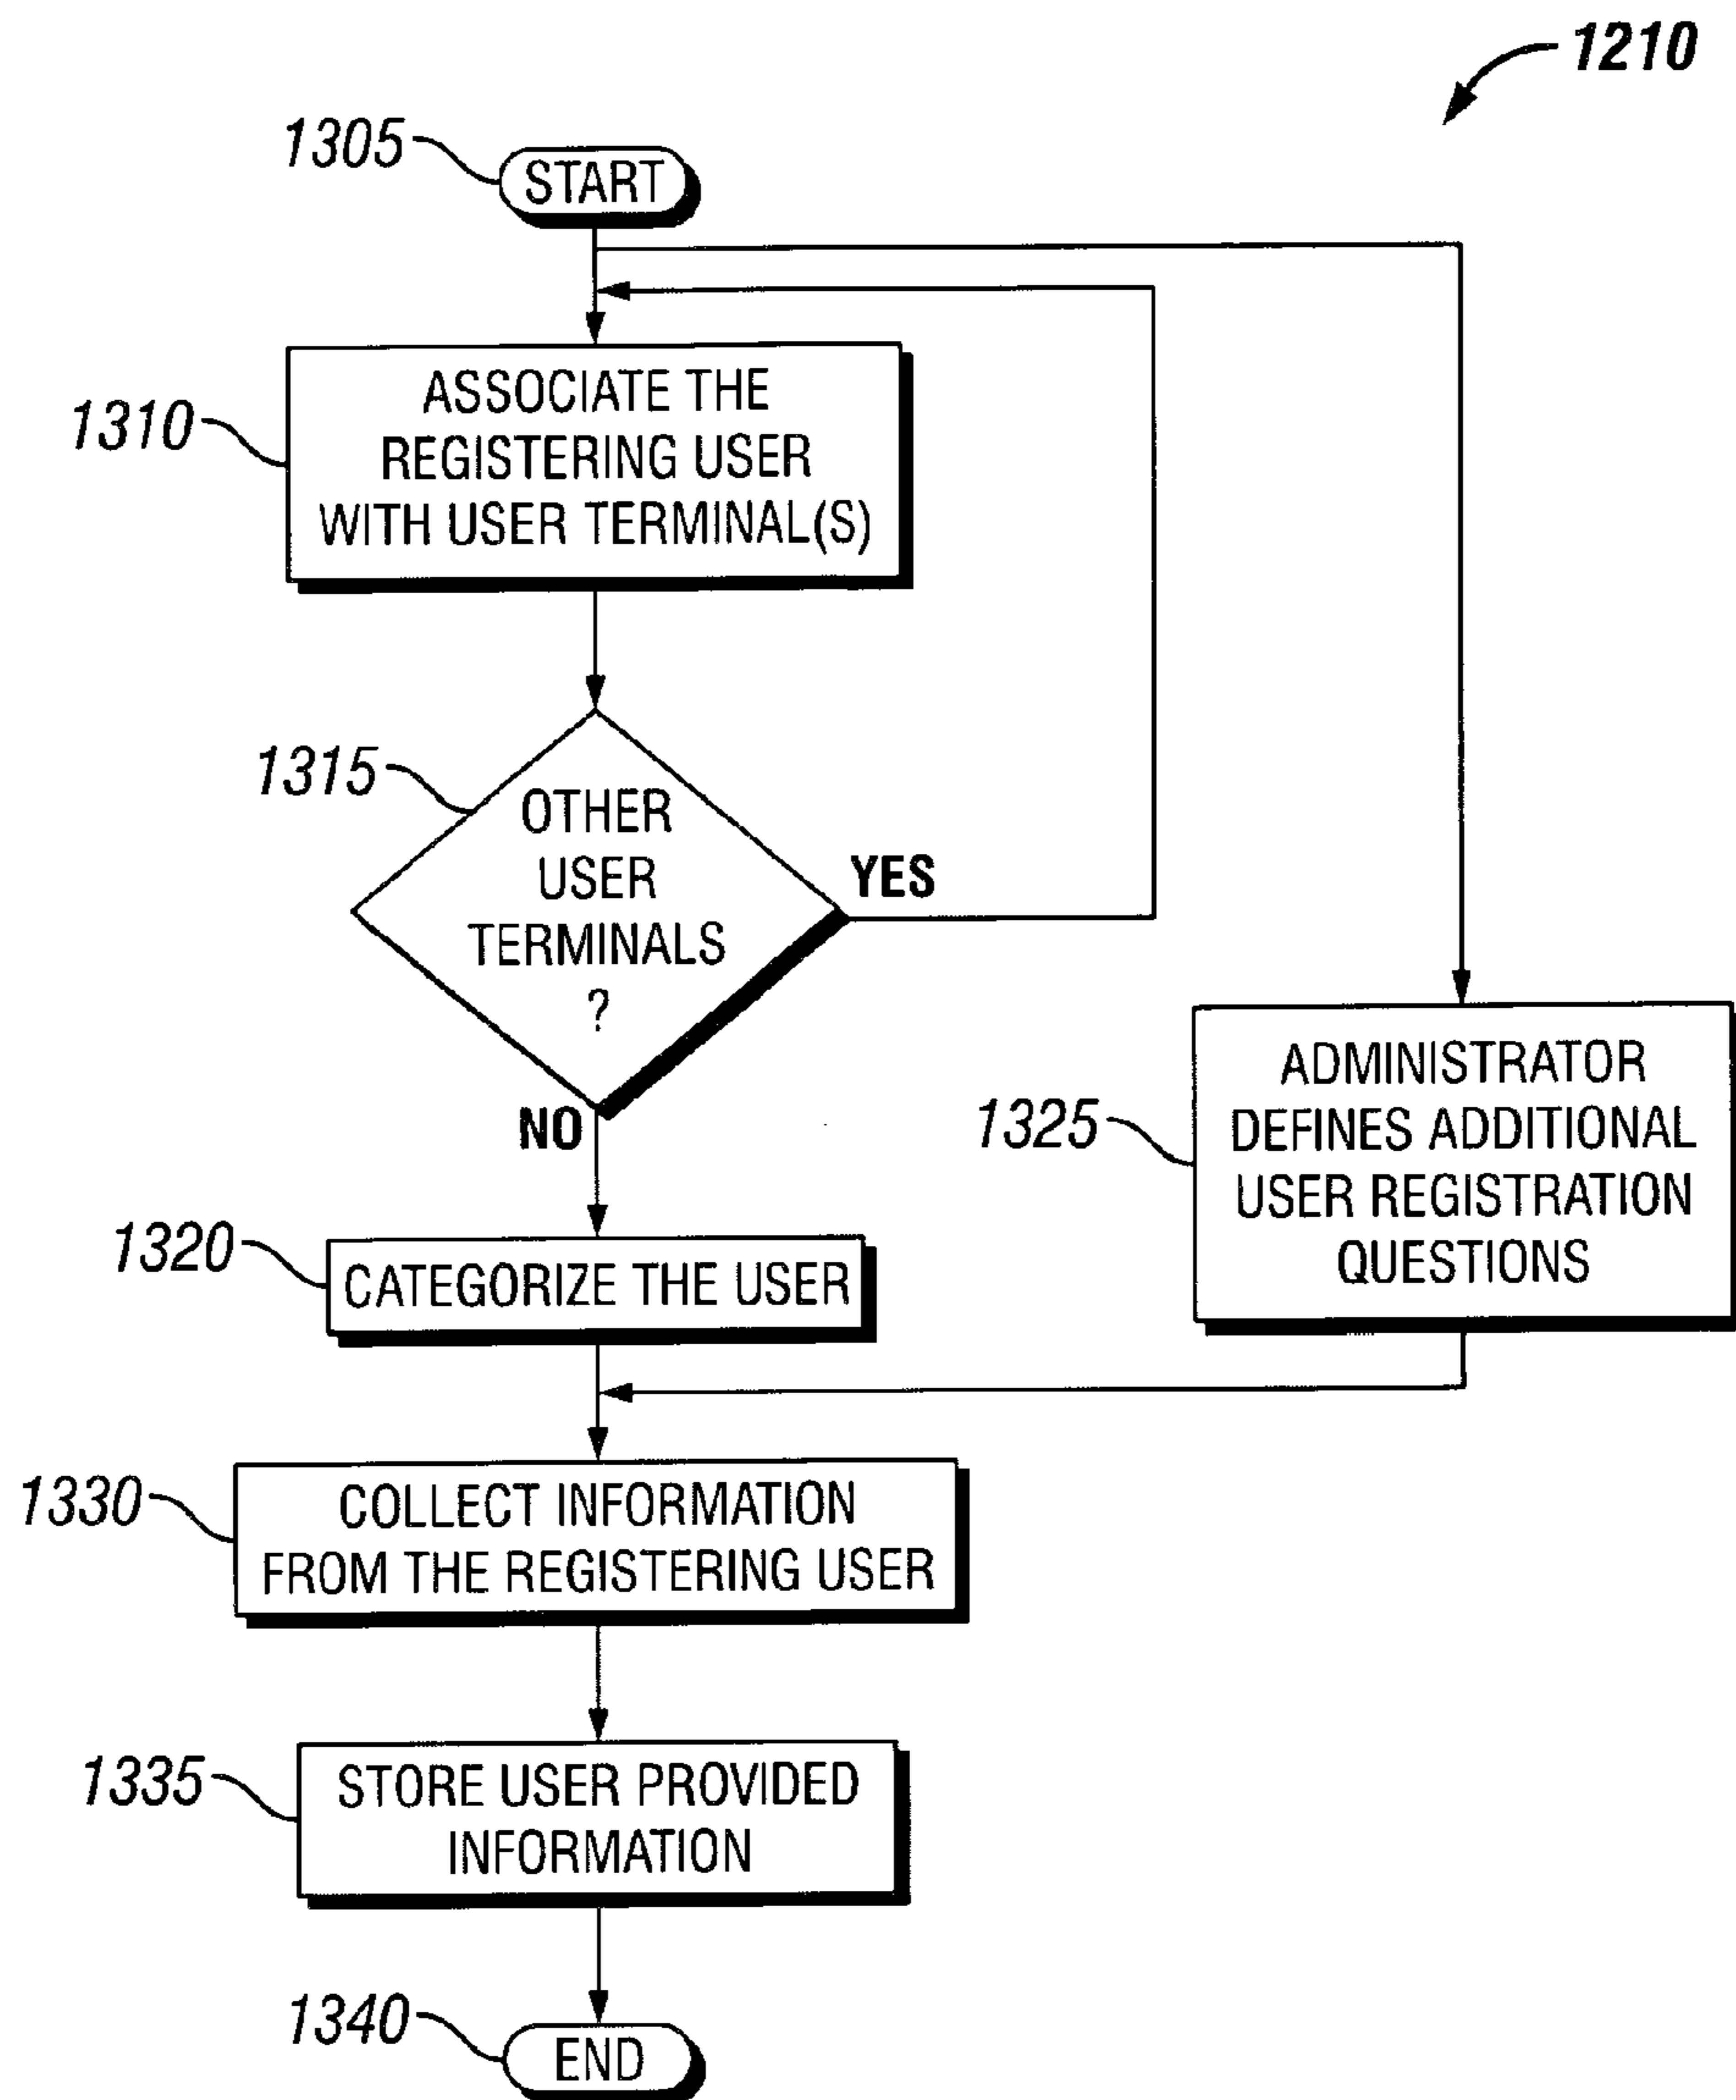 1210
1305
START
1310
ASSOCIATE THE
REGISTERING USER
WITH USER TERMINAL(S)
1315
OTHER
USER
TERMINALS
?
YES
NO
1325
ADMINISTRATOR
DEFINES ADDITIONAL
USER REGISTRATION
QUESTIONS
1320
CATEGORIZE THE USER
1330
COLLECT INFORMATION
FROM THE REGISTERING USER
1335
STORE USER PROVIDED
INFORMATION
1340
END